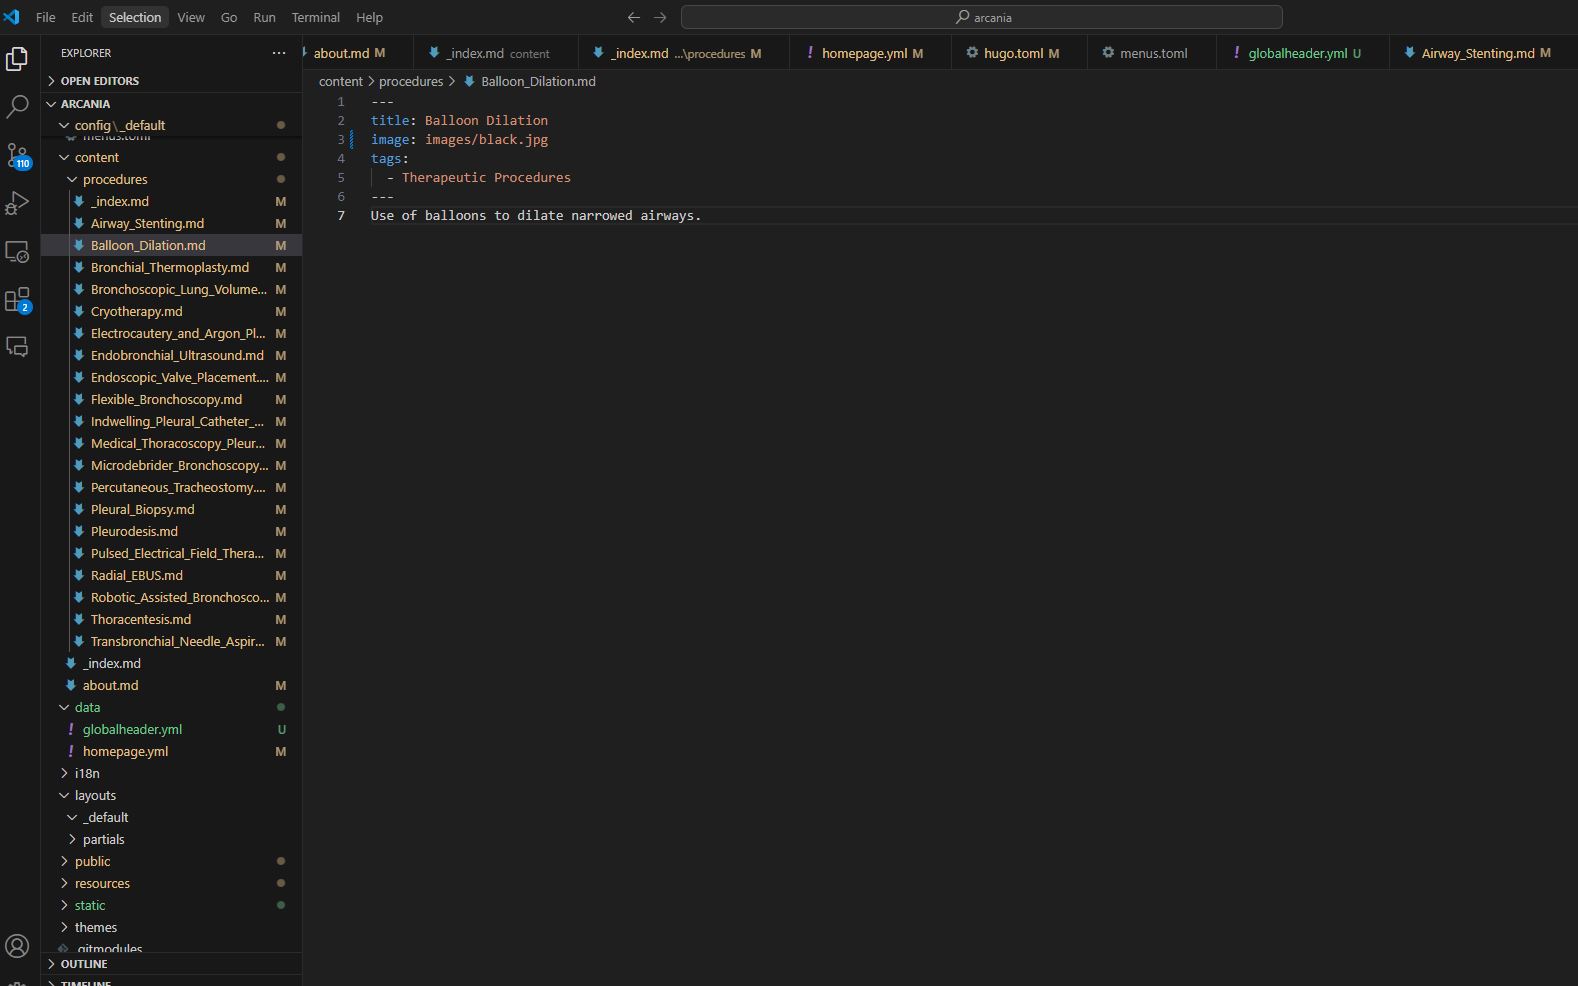 File Edit Selection View Go Run Terminal Help
arcania
EXPLORER
OPEN EDITORS
ARCANIA
config\_default
menus.toml
content
procedures
_index.md M
Airway_Stenting.md M
Balloon_Dilation.md M
Bronchial_Thermoplasty.md M
Bronchoscopic_Lung_Volume... M
Cryotherapy.md M
Electrocautery_and_Argon_Pl... M
Endobronchial_Ultrasound.md M
Endoscopic_Valve_Placement.... M
Flexible_Bronchoscopy.md M
Indwelling_Pleural_Catheter_... M
Medical_Thoracoscopy_Pleur... M
Microdebrider_Bronchoscopy... M
Percutaneous_Tracheostomy.... M
Pleural_Biopsy.md M
Pleurodesis.md M
Pulsed_Electrical_Field_Thera... M
Radial_EBUS.md M
Robotic_Assisted_Bronchosco... M
Thoracentesis.md M
Transbronchial_Needle_Aspir... M
_index.md
about.md M
data
globalheader.yml U
homepage.yml M
i18n
layouts
_default
partials
public
resources
static
themes
.gitmodules
OUTLINE
TIMELINE
110
2
about.md M
_index.md content
_index.md ...\procedures M
homepage.yml M
hugo.toml M
menus.toml
globalheader.yml U
Airway_Stenting.md M
content > procedures > Balloon_Dilation.md
1 ---
2 title: Balloon Dilation
3 image: images/black.jpg
4 tags:
5 - Therapeutic Procedures
6 ---
7 Use of balloons to dilate narrowed airways.